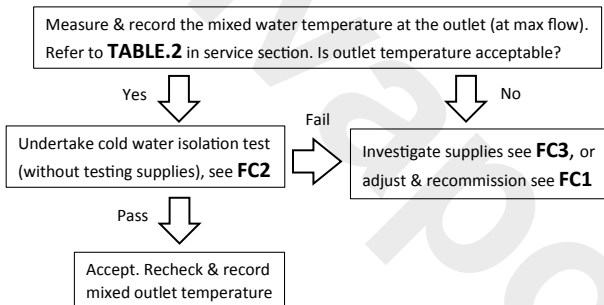 Measure & record the mixed water temperature at the outlet (at max flow).
Refer to TABLE.2 in service section. Is outlet temperature acceptable?
Yes
No
Fail
Undertake cold water isolation test
(without testing supplies), see FC2
Investigate supplies see FC3, or
adjust & recommission see FC1
Pass
Accept. Recheck & record
mixed outlet temperature